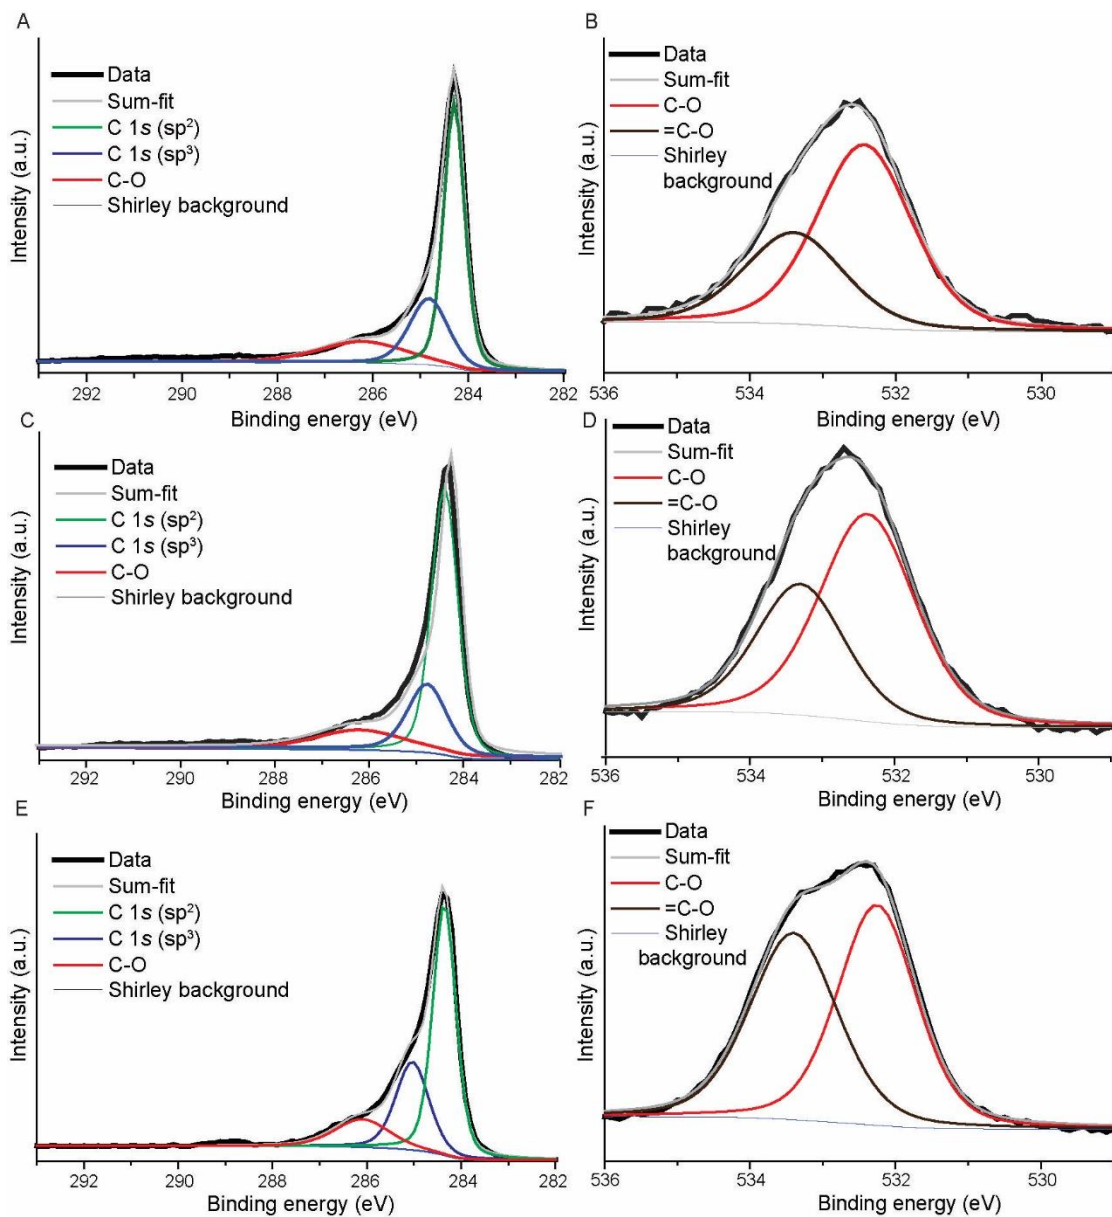 A
Data
Sum-fit
C 1s (sp²)
C 1s (sp³)
C-O
Shirley background
Intensity (a.u.)
292 290 288 286 284 282
Binding energy (eV)
B
Data
Sum-fit
C-O
=C-O
Shirley
background
Intensity (a.u.)
536 534 532 530
Binding energy (eV)
C
Data
Sum-fit
C 1s (sp²)
C 1s (sp³)
C-O
Shirley background
Intensity (a.u.)
292 290 288 286 284 282
Binding energy (eV)
D
Data
Sum-fit
C-O
=C-O
Shirley
background
Intensity (a.u.)
536 534 532 530
Binding energy (eV)
E
Data
Sum-fit
C 1s (sp²)
C 1s (sp³)
C-O
Shirley background
Intensity (a.u.)
292 290 288 286 284 282
Binding energy (eV)
F
Data
Sum-fit
C-O
=C-O
Shirley
background
Intensity (a.u.)
536 534 532 530
Binding energy (eV)